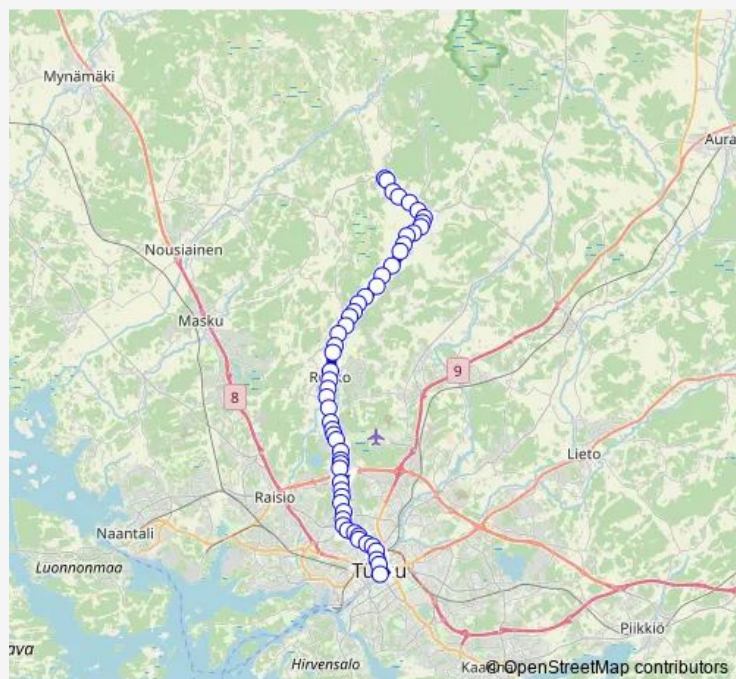 Mynämäki
Aura
Nousiainen
Masku
9
8
Lieto
Raisio
Naantali
Luonnonmaa
Piikkiö
Hirvensalo
© OpenStreetMap contributors